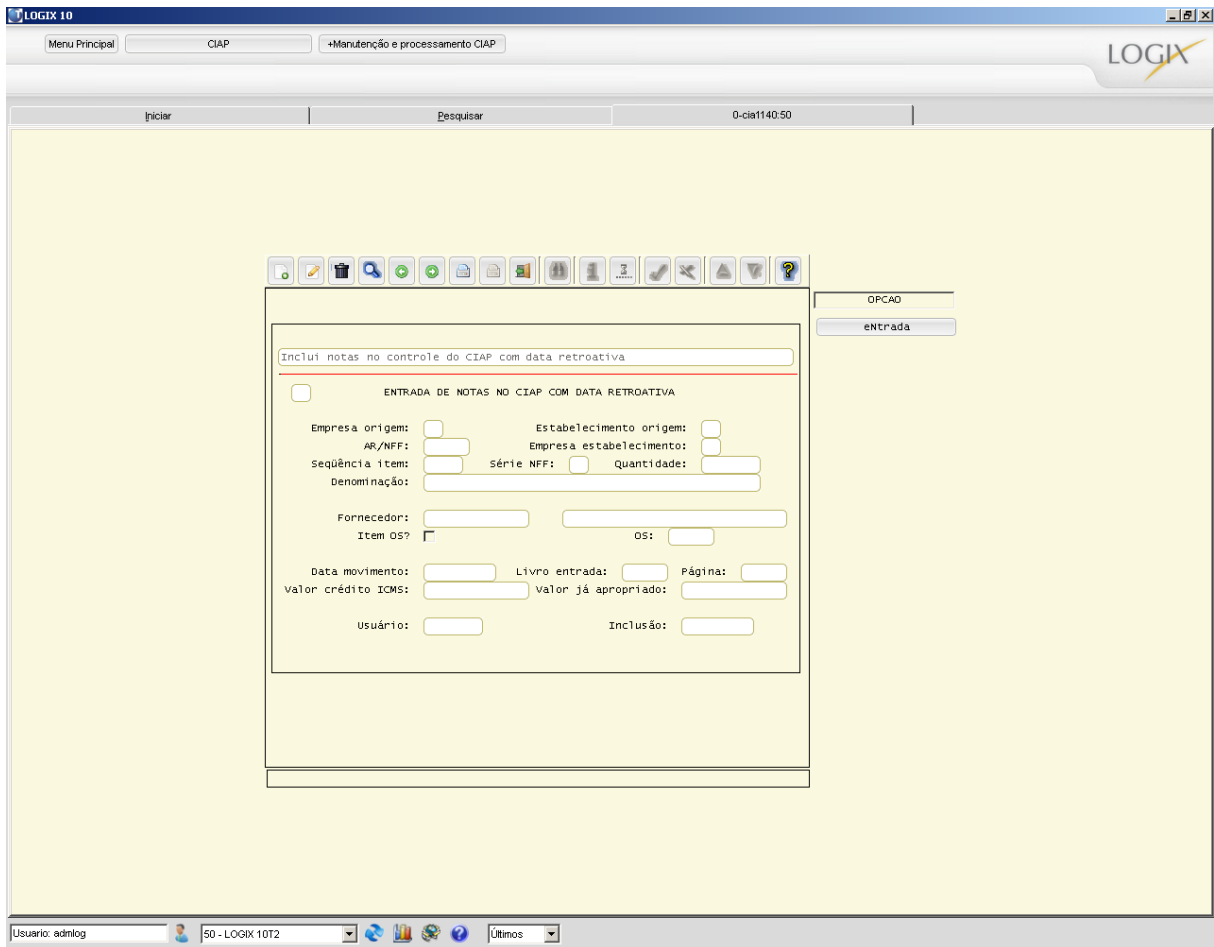 LOGIX 10
Menu Principal CIAP +Manutenção e processamento CIAP
LOGIX
Iniciar Pesquisar 0-cia1140:50
OPCAO
eNtrada
Inclui notas no controle do CIAP com data retroativa
ENTRADA DE NOTAS NO CIAP COM DATA RETROATIVA
Empresa origem: Estabelecimento origem:
AR/NFF: Empresa estabelecimento:
Seqüência item: Série NFF: Quantidade:
Denominação:
Fornecedor:
Item OS? OS:
Data movimento: Livro entrada: Página:
Valor crédito ICMS: Valor já apropriado:
Usuário: Inclusão:
Usuario: admlog 50 - LOGIX 10T2 Últimos